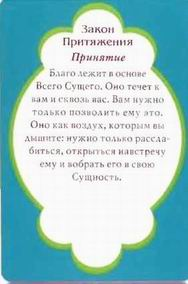 Закон
Притяжения
Принятие
Благо лежит в основе
Всего Сущего. Оно течет к
вам и сквозь вас. Вам нужно
только позволить ему это.
Оно как воздух, которым вы
дышите: нужно только рассла-
биться, открыться навстречу
ему и вобрать его в свою
Сущность.